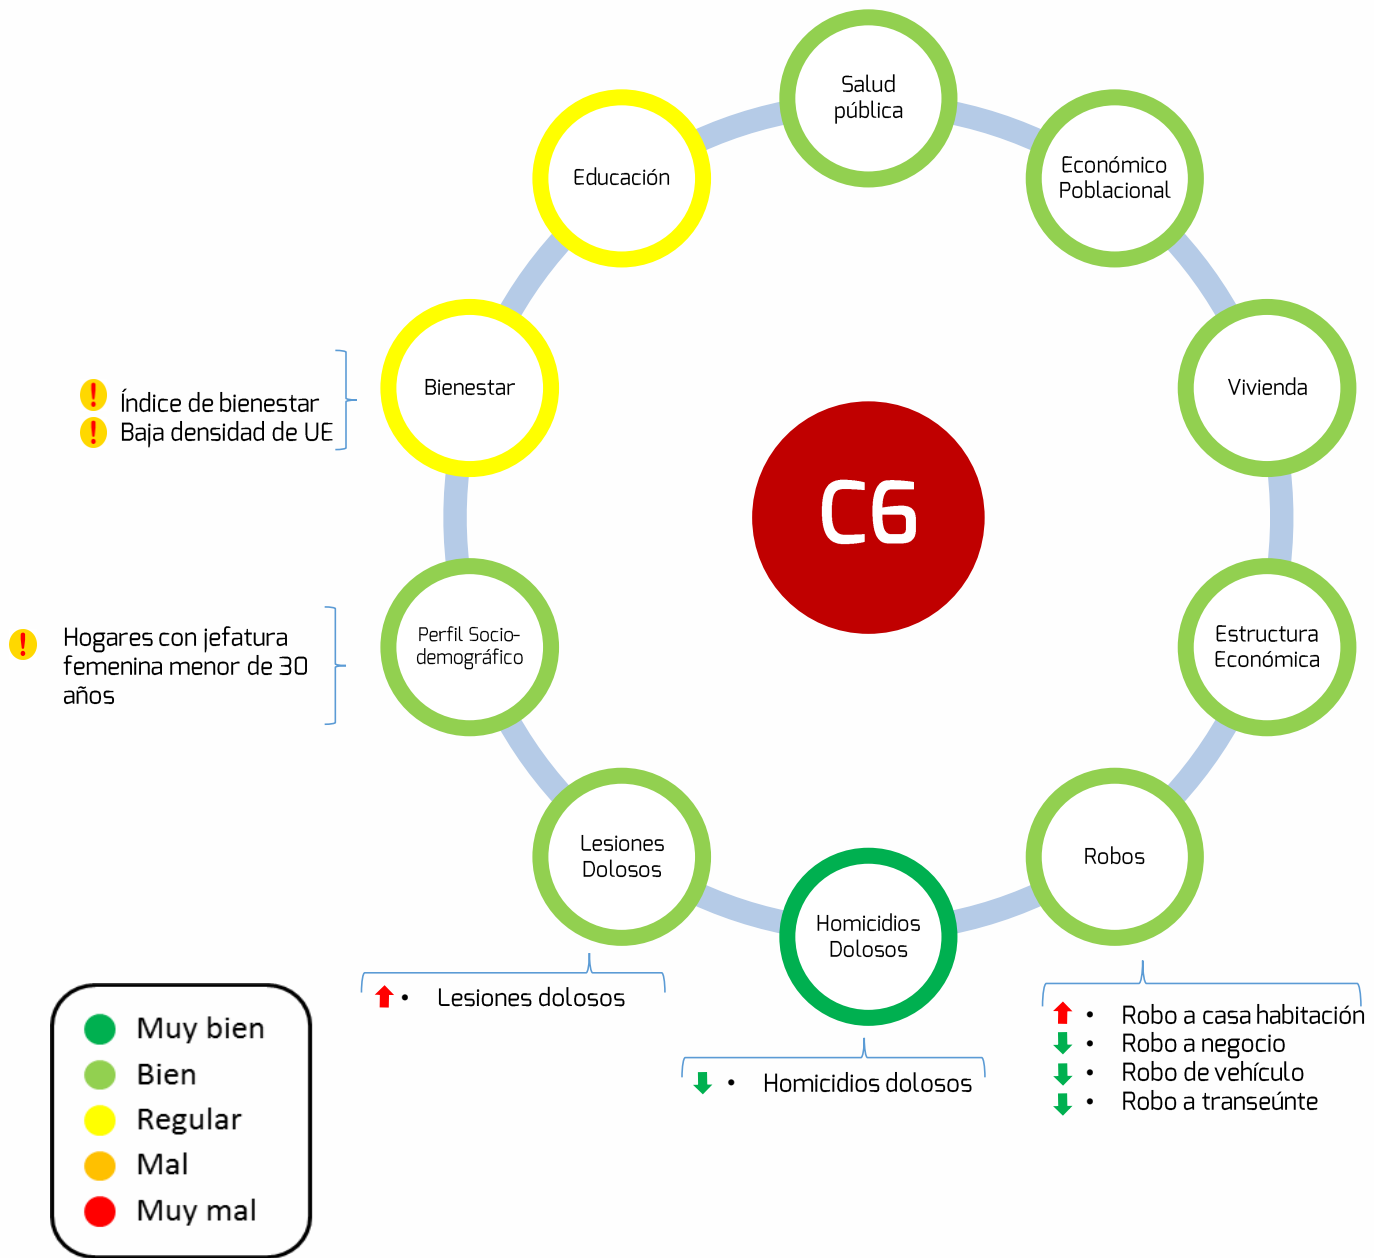 Salud
pública
Económico
Poblacional
Educación
Vivienda
Bienestar
Índice de bienestar
Baja densidad de UE
C6
Perfil Socio-
demográfico
Hogares con jefatura
femenina menor de 30
años
Estructura
Económica
Lesiones
Dolosos
Robos
Homicidios
Dolosos
• Lesiones dolosos
• Homicidios dolosos
• Robo a casa habitación
• Robo a negocio
• Robo de vehículo
• Robo a transeúnte
Muy bien
Bien
Regular
Mal
Muy mal